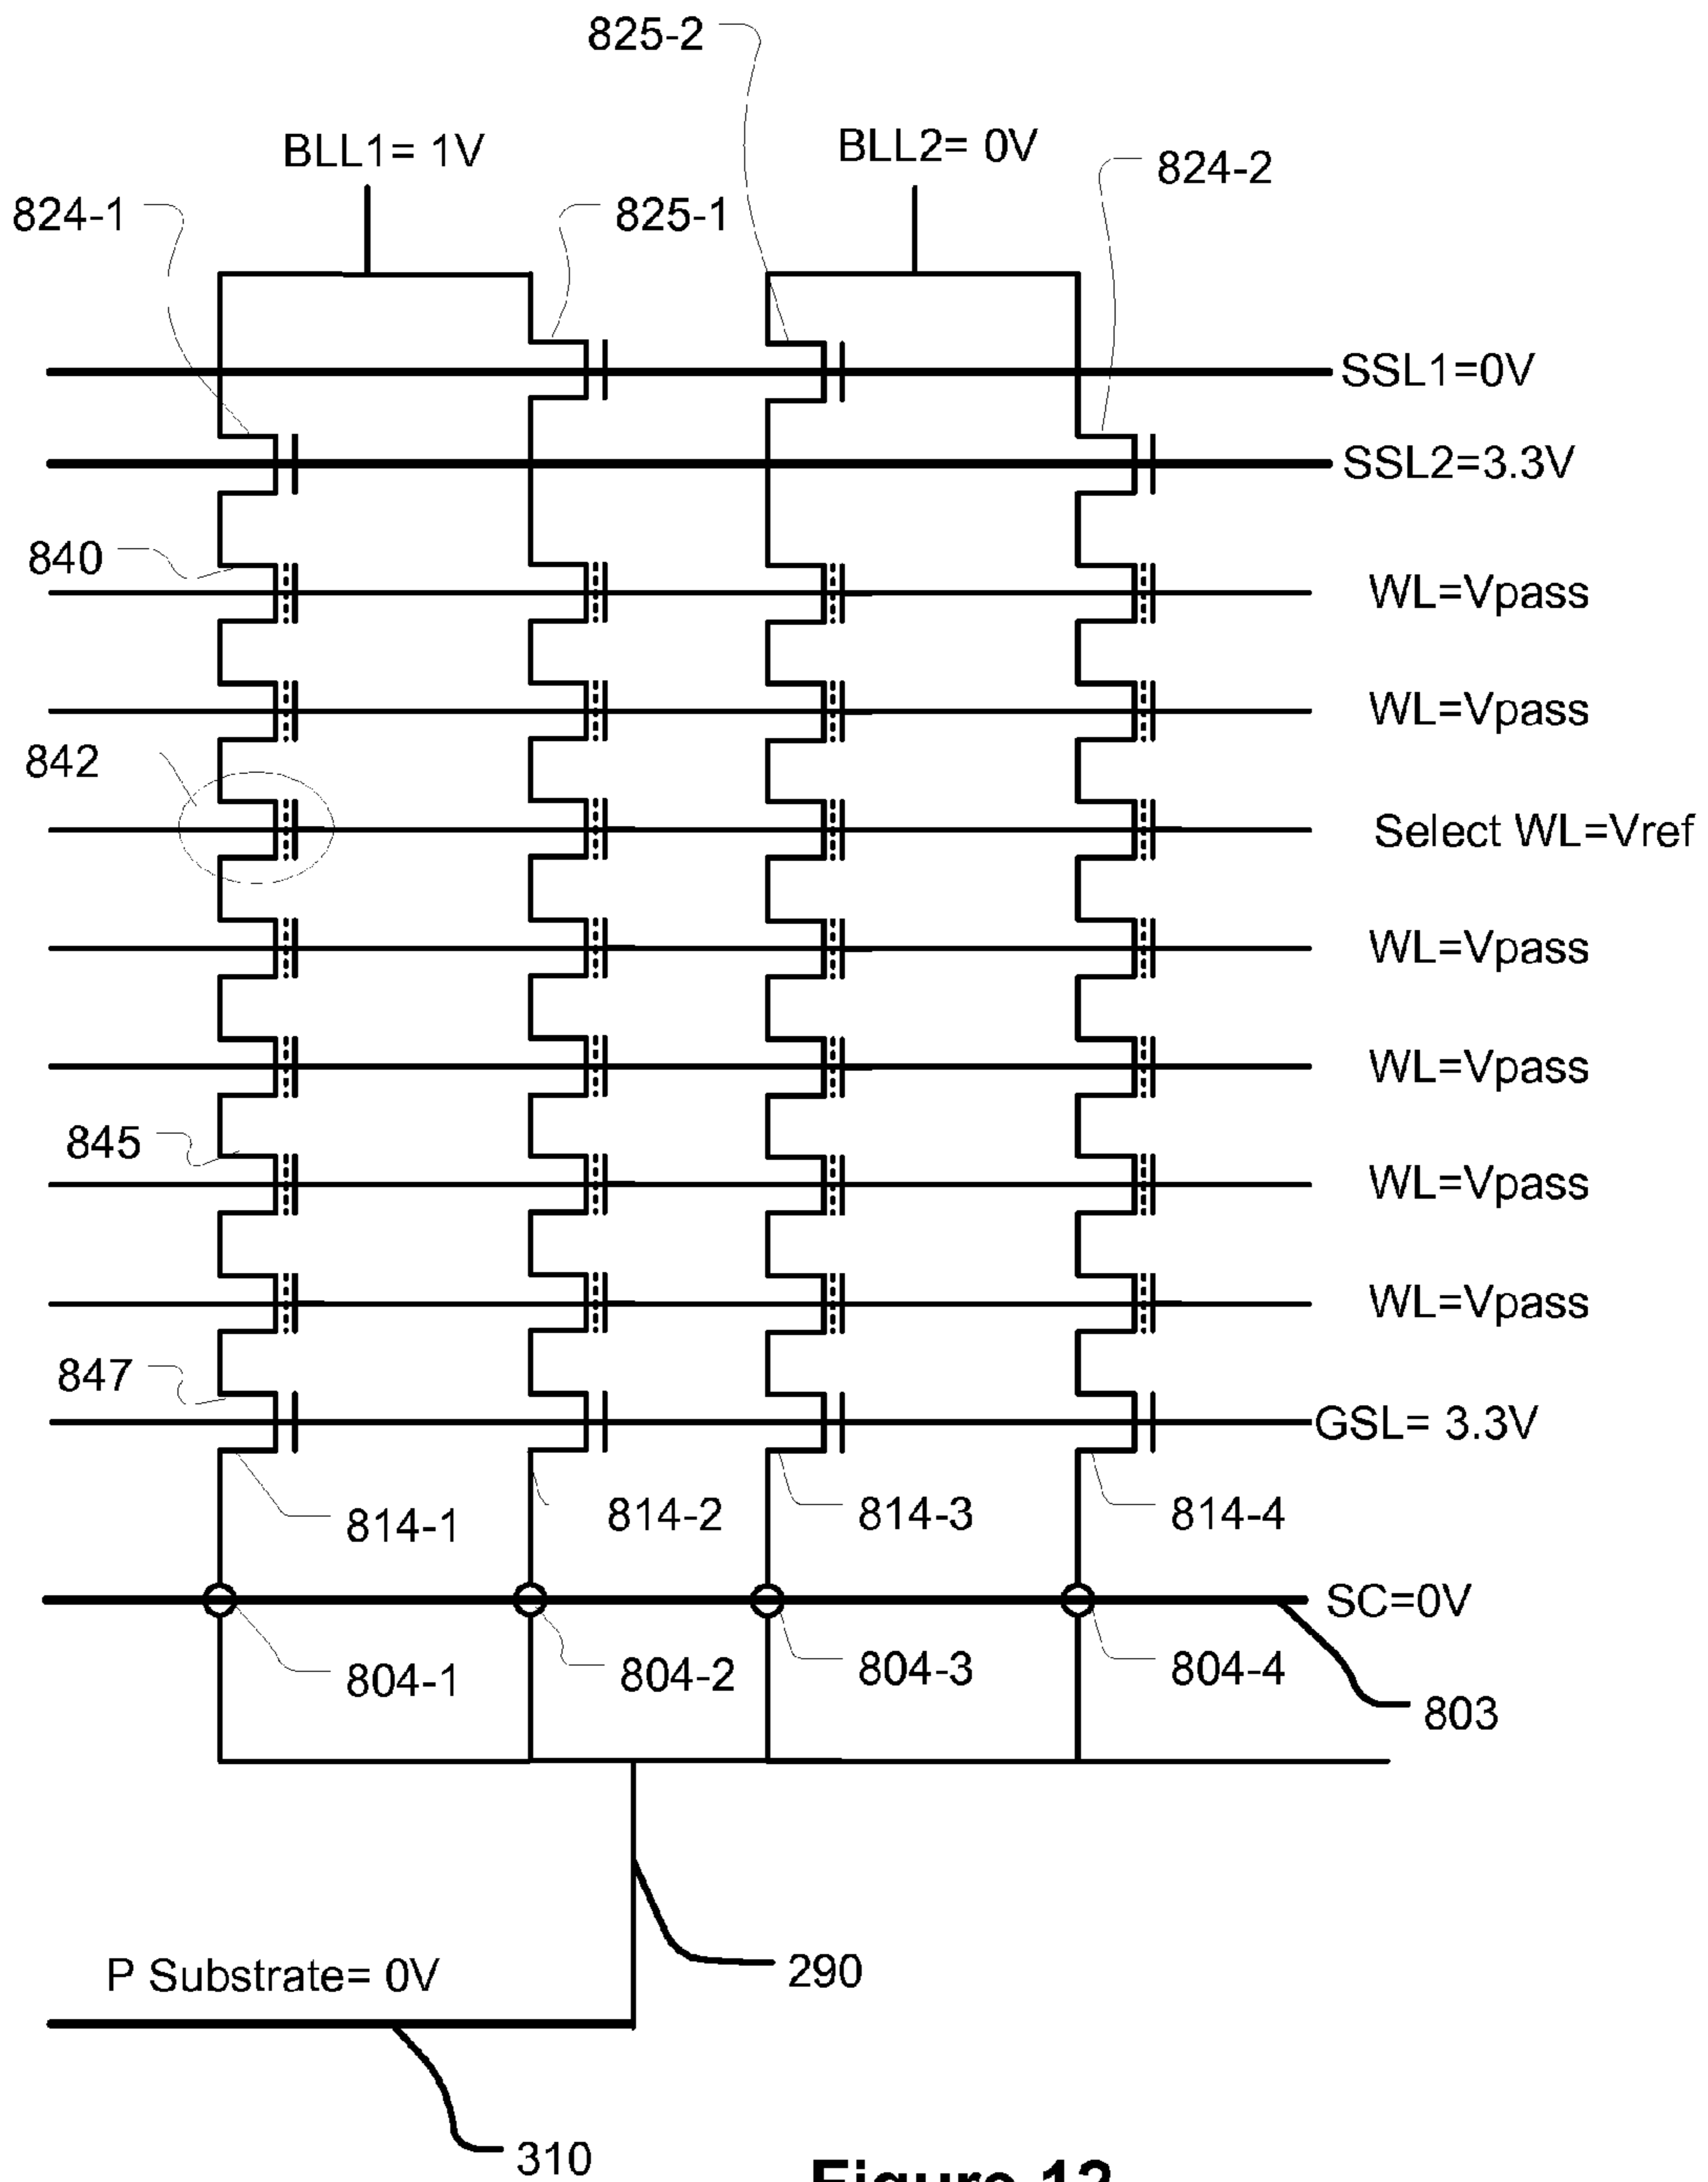 825-2
BLL1= 1V
BLL2= 0V
824-2
824-1
825-1
SSL1=0V
SSL2=3.3V
840
WL=Vpass
WL=Vpass
842
Select WL=Vref
WL=Vpass
WL=Vpass
845
WL=Vpass
WL=Vpass
847
GSL= 3.3V
814-1
814-2
814-3
814-4
SC=0V
804-1
804-2
804-3
804-4
803
P Substrate= 0V
290
310
Figure 12